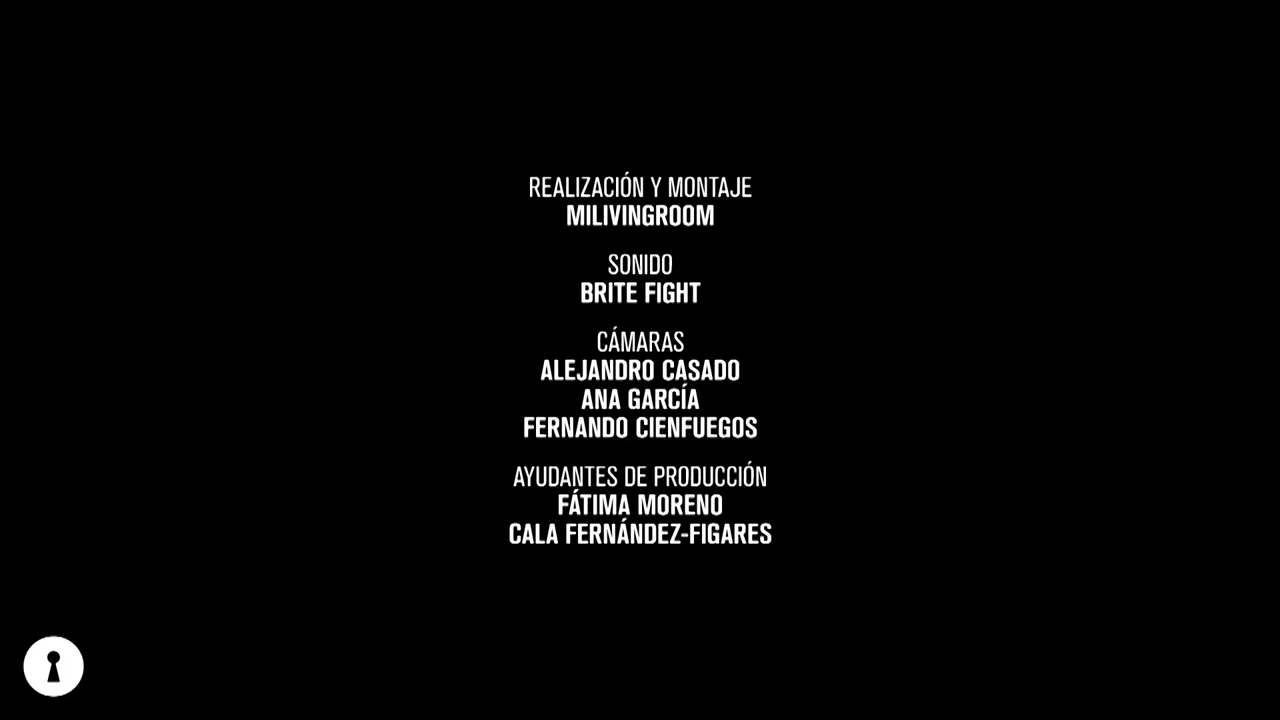 REALIZACIÓN Y MONTAJE
MILIVINGROOM
SONIDO
BRITE FIGHT
CÁMARAS
ALEJANDRO CASADO
ANA GARCÍA
FERNANDO CIENFUEGOS
AYUDANTES DE PRODUCCIÓN
FÁTIMA MORENO
CALA FERNÁNDEZ-FIGARES